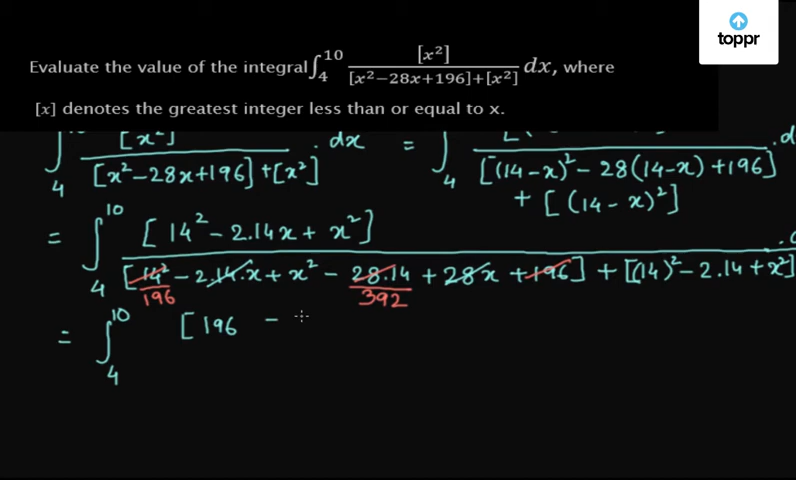 toppr
Evaluate the value of the integral ∫₄¹⁰ [x²]/([x²−28x+196]+[x²]) dx, where
[x] denotes the greatest integer less than or equal to x.
∫₄¹⁰ [x²]/([x²−28x+196]+[x²]) . dx = ∫₄ /([(14−x)²−28(14−x)+196] + [(14−x)²])
= ∫₄¹⁰ [14²−2.14x+x²]/([14²−2.14.x+x²−28.14+28x+196]+[(14)²−2.14+x²])
196 392
= ∫₄¹⁰ [196 −